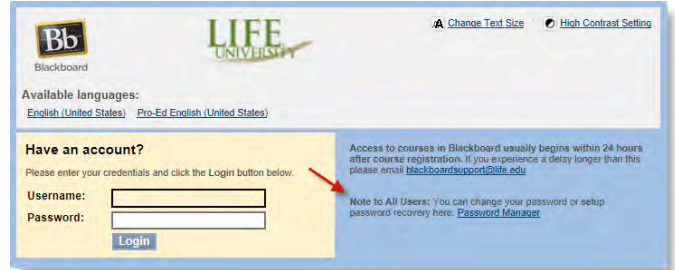 Bb
Blackboard
LIFE
UNIVERSITY
A Change Text Size High Contrast Setting
Available languages:
English (United States) Pro-Ed English (United States)
Have an account?
Please enter your credentials and click the Login button below.
Username:
Password:
Login
Access to courses in Blackboard usually begins within 24 hours
after course registration. If you experience a delay longer than this
please email blackboardsupport@life.edu
Note to All Users: You can change your password or setup
password recovery here: Password Manager